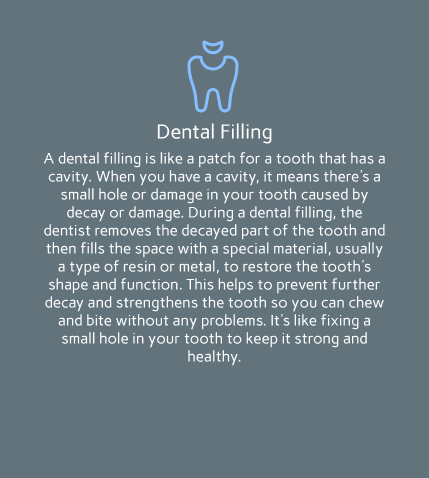 Dental Filling
A dental filling is like a patch for a tooth that has a
cavity. When you have a cavity, it means there's a
small hole or damage in your tooth caused by
decay or damage. During a dental filling, the
dentist removes the decayed part of the tooth and
then fills the space with a special material, usually
a type of resin or metal, to restore the tooth's
shape and function. This helps to prevent further
decay and strengthens the tooth so you can chew
and bite without any problems. It's like fixing a
small hole in your tooth to keep it strong and
healthy.